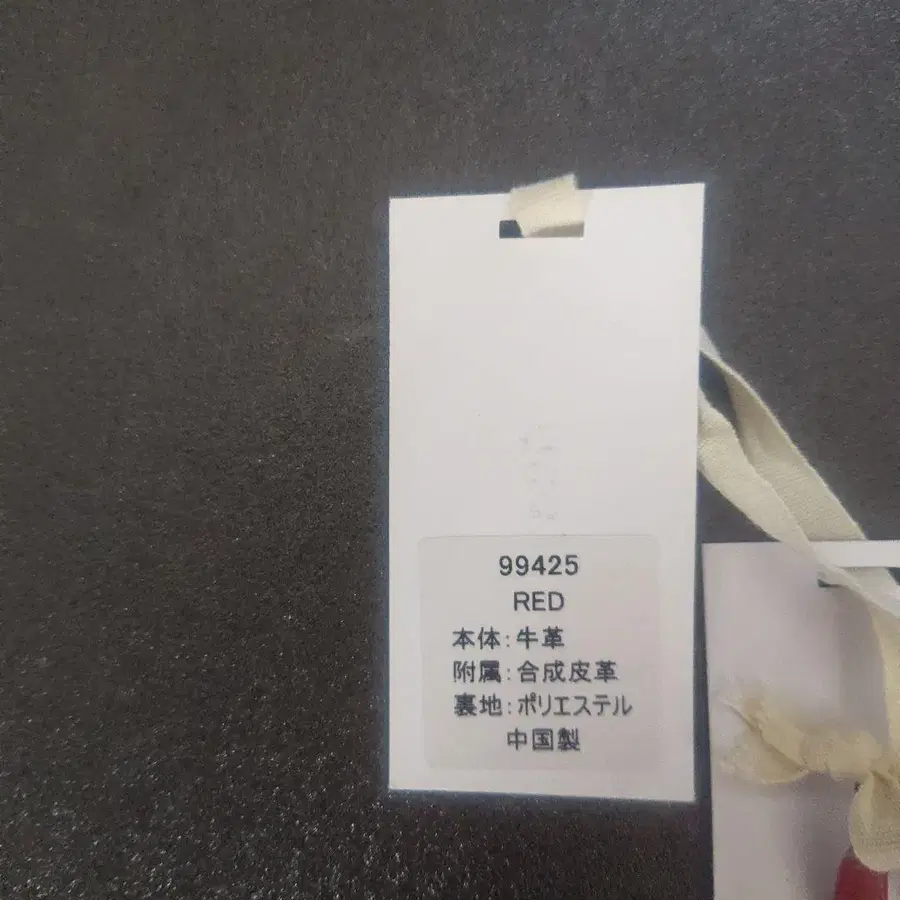 99425
RED
本体:牛革
附属:合成皮革
裏地:ポリエステル
中国製